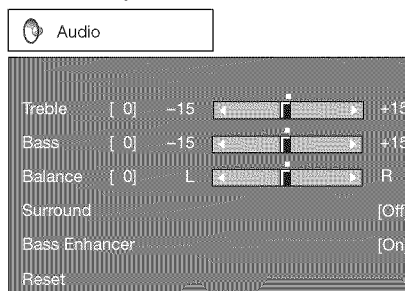 Audio
Treble [ 0] −15 +15
Bass [ 0] −15 +15
Balance [ 0] L R
Surround [Off
Bass Enhancer [On
Reset